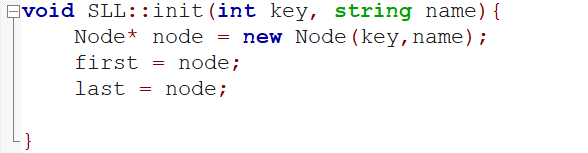 void SLL::init(int key, string name){
    Node* node = new Node(key,name);
    first = node;
    last = node;
}